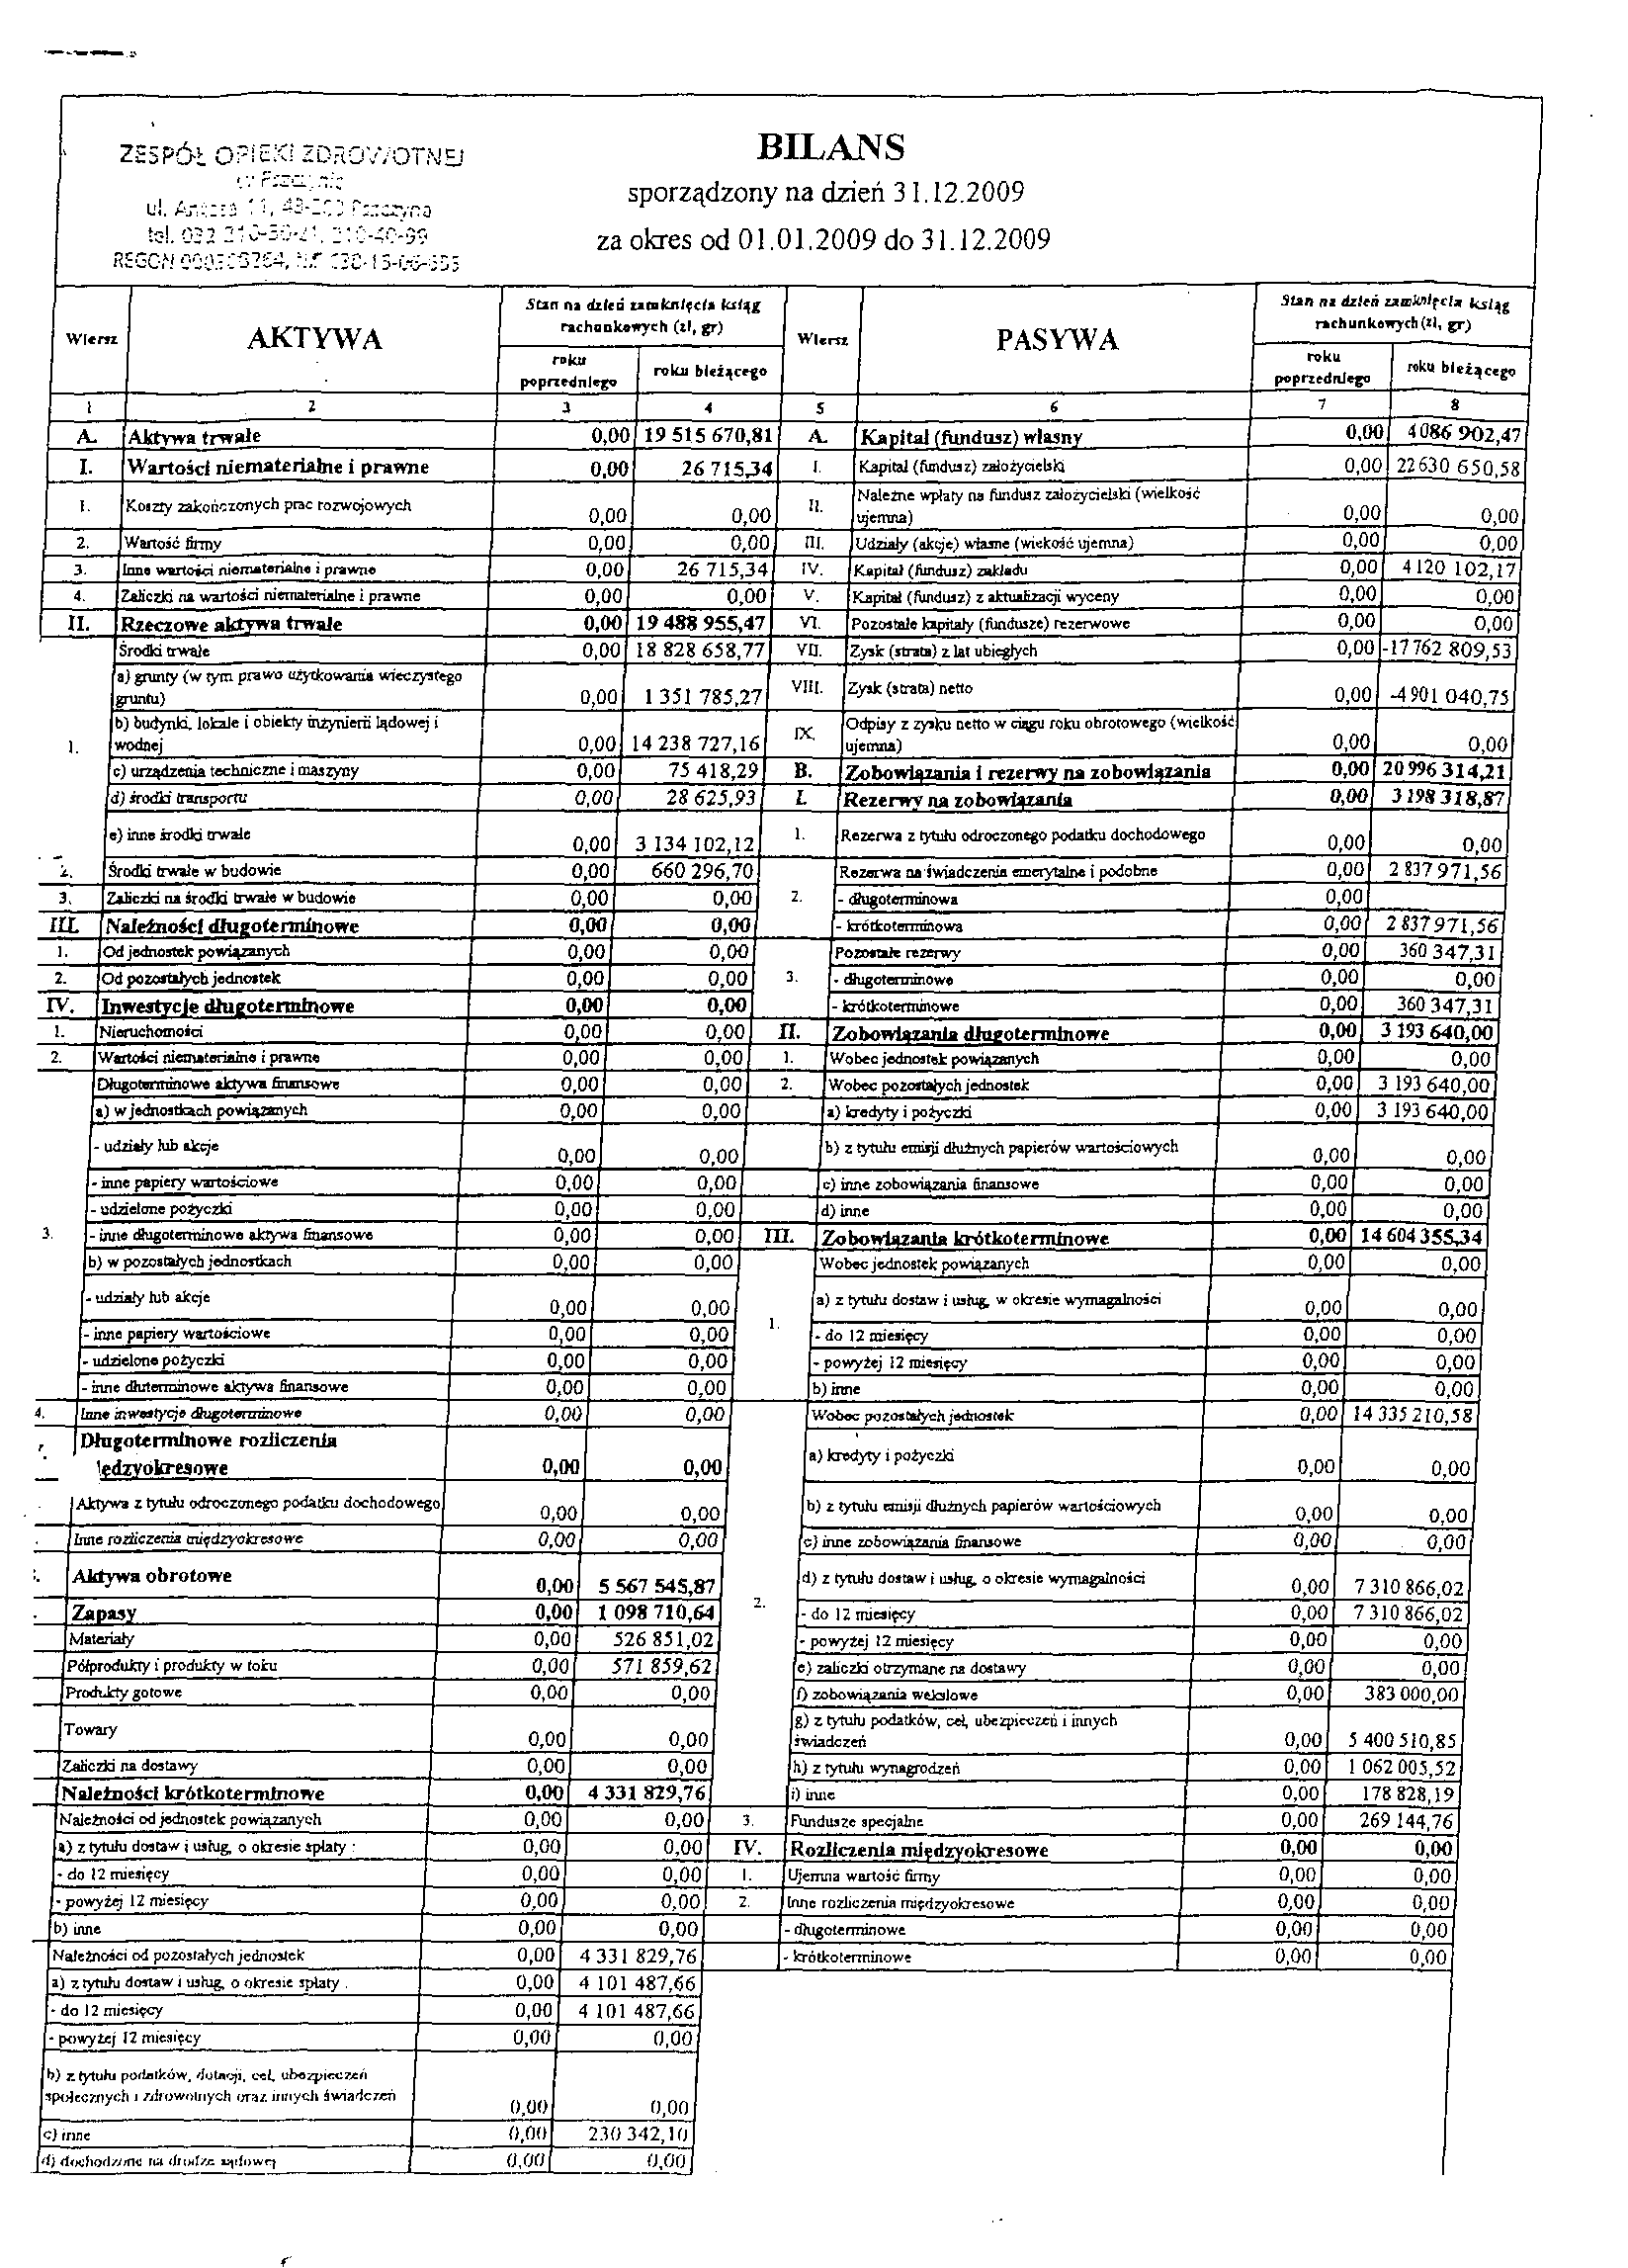 ZESPÓŁ OPIEKI ZDROWOTNEJ
BILANS
sporządzony na dzień 31.12.2009
za okres od 01.01.2009 do 31.12.2009
Wiersz AKTYWA Stan na dzień zamknięcia ksiąg rachunkowych (zł, gr) Wiersz PASYWA Stan na dzień zamknięcia ksiąg rachunkowych (zł, gr)
roku poprzedniego roku bieżącego roku poprzedniego roku bieżącego
1 2 3 4 5 6 7 8
A. Aktywa trwałe 0,00 19 515 670,81 A. Kapitał (fundusz) własny 0,00 4 086 902,47
I. Wartości niematerialne i prawne 0,00 26 715,34 I. Kapitał (fundusz) założycielski 0,00 22 630 650,58
1. Koszty zakończonych prac rozwojowych 0,00 0,00 II. Należne wpłaty na fundusz założycielski (wielkość ujemna) 0,00 0,00
2. Wartość firmy 0,00 0,00 III. Udziały (akcje) własne (wiekość ujemna) 0,00 0,00
3. Inne wartości niematerialne i prawne 0,00 26 715,34 IV. Kapitał (fundusz) zakładu 0,00 4 120 102,17
4. Zaliczki na wartości niematerialne i prawne 0,00 0,00 V. Kapitał (fundusz) z aktualizacji wyceny 0,00 0,00
II. Rzeczowe aktywa trwałe 0,00 19 488 955,47 VI. Pozostałe kapitały (fundusze) rezerwowe 0,00 0,00
Środki trwałe 0,00 18 828 658,77 VII. Zysk (strata) z lat ubiegłych 0,00 -17 762 809,53
a) grunty (w tym prawo użytkowania wieczystego gruntu) 0,00 1 351 785,27 VIII. Zysk (strata) netto 0,00 -4 901 040,75
1. b) budynki, lokale i obiekty inżynierii lądowej i wodnej 0,00 14 238 727,16 IX. Odpisy z zysku netto w ciągu roku obrotowego (wielkość ujemna) 0,00 0,00
c) urządzenia techniczne i maszyny 0,00 75 418,29 B. Zobowiązania i rezerwy na zobowiązania 0,00 20 996 314,21
d) środki transportu 0,00 28 625,93 I. Rezerwy na zobowiązania 0,00 3 198 318,87
e) inne środki trwałe 0,00 3 134 102,12 1. Rezerwa z tytułu odroczonego podatku dochodowego 0,00 0,00
2. Środki trwałe w budowie 0,00 660 296,70 Rezerwa na świadczenia emerytalne i podobne 0,00 2 837 971,56
3. Zaliczki na środki trwałe w budowie 0,00 0,00 2. - długoterminowa 0,00
III. Należności długoterminowe 0,00 0,00 - krótkoterminowa 0,00 2 837 971,56
1. Od jednostek powiązanych 0,00 0,00 Pozostałe rezerwy 0,00 360 347,31
2. Od pozostałych jednostek 0,00 0,00 3. - długoterminowe 0,00 0,00
IV. Inwestycje długoterminowe 0,00 0,00 - krótkoterminowe 0,00 360 347,31
1. Nieruchomości 0,00 0,00 II. Zobowiązania długoterminowe 0,00 3 193 640,00
2. Wartości niematerialne i prawne 0,00 0,00 1. Wobec jednostek powiązanych 0,00 0,00
Długoterminowe aktywa finansowe 0,00 0,00 2. Wobec pozostałych jednostek 0,00 3 193 640,00
a) w jednostkach powiązanych 0,00 0,00 a) kredyty i pożyczki 0,00 3 193 640,00
- udziały lub akcje 0,00 0,00 b) z tytułu emisji dłużnych papierów wartościowych 0,00 0,00
- inne papiery wartościowe 0,00 0,00 c) inne zobowiązania finansowe 0,00 0,00
- udzielone pożyczki 0,00 0,00 d) inne 0,00 0,00
3. - inne długoterminowe aktywa finansowe 0,00 0,00 III. Zobowiązania krótkoterminowe 0,00 14 604 355,34
b) w pozostałych jednostkach 0,00 0,00 Wobec jednostek powiązanych 0,00 0,00
- udziały lub akcje 0,00 0,00 a) z tytułu dostaw i usług, w okresie wymagalności 0,00 0,00
- inne papiery wartościowe 0,00 0,00 1. - do 12 miesięcy 0,00 0,00
- udzielone pożyczki 0,00 0,00 - powyżej 12 miesięcy 0,00 0,00
- inne dłuterminowe aktywa finansowe 0,00 0,00 b) inne 0,00 0,00
4. Inne inwestycje długoterminowe 0,00 0,00 Wobec pozostałych jednostek 0,00 14 335 210,58
Długoterminowe rozliczenia ędzyokresowe 0,00 0,00 a) kredyty i pożyczki 0,00 0,00
Aktywa z tytułu odroczonego podatku dochodowego 0,00 0,00 b) z tytułu emisji dłużnych papierów wartościowych 0,00 0,00
Inne rozliczenia międzyokresowe 0,00 0,00 c) inne zobowiązania finansowe 0,00 0,00
Aktywa obrotowe 0,00 5 567 545,87 d) z tytułu dostaw i usług, o okresie wymagalności 0,00 7 310 866,02
Zapasy 0,00 1 098 710,64 2. - do 12 miesięcy 0,00 7 310 866,02
Materiały 0,00 526 851,02 - powyżej 12 miesięcy 0,00 0,00
Półprodukty i produkty w toku 0,00 571 859,62 e) zaliczki otrzymane na dostawy 0,00 0,00
Produkty gotowe 0,00 0,00 f) zobowiązania wekslowe 0,00 383 000,00
Towary 0,00 0,00 g) z tytułu podatków, ceł, ubezpieczeń i innych świadczeń 0,00 5 400 510,85
Zaliczki na dostawy 0,00 0,00 h) z tytułu wynagrodzeń 0,00 1 062 005,52
Należności krótkoterminowe 0,00 4 331 829,76 i) inne 0,00 178 828,19
Należności od jednostek powiązanych 0,00 0,00 3. Fundusze specjalne 0,00 269 144,76
a) z tytułu dostaw i usług, o okresie spłaty : 0,00 0,00 IV. Rozliczenia międzyokresowe 0,00 0,00
- do 12 miesięcy 0,00 0,00 1. Ujemna wartość firmy 0,00 0,00
- powyżej 12 miesięcy 0,00 0,00 2. Inne rozliczenia międzyokresowe 0,00 0,00
b) inne 0,00 0,00 - długoterminowe 0,00 0,00
Należności od pozostałych jednostek 0,00 4 331 829,76 - krótkoterminowe 0,00 0,00
a) z tytułu dostaw i usług, o okresie spłaty 0,00 4 101 487,66
- do 12 miesięcy 0,00 4 101 487,66
- powyżej 12 miesięcy 0,00 0,00
b) z tytułu podatków, dotacji, ceł, ubezpieczeń społecznych i zdrowotnych oraz innych świadczeń 0,00 0,00
c) inne 0,00 230 342,10
d) dochodzone na drodze sądowej 0,00 0,00